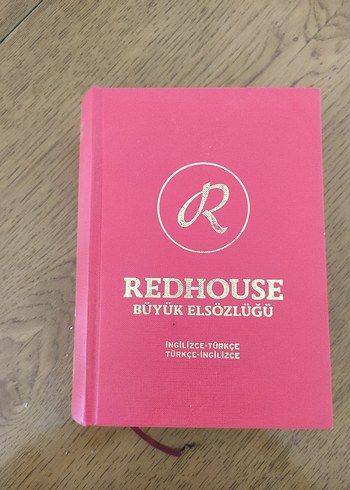 R
REDHOUSE
BÜYÜK ELSÖZLÜĞÜ
İNGİLİZCE-TÜRKÇE
TÜRKÇE-İNGİLİZCE